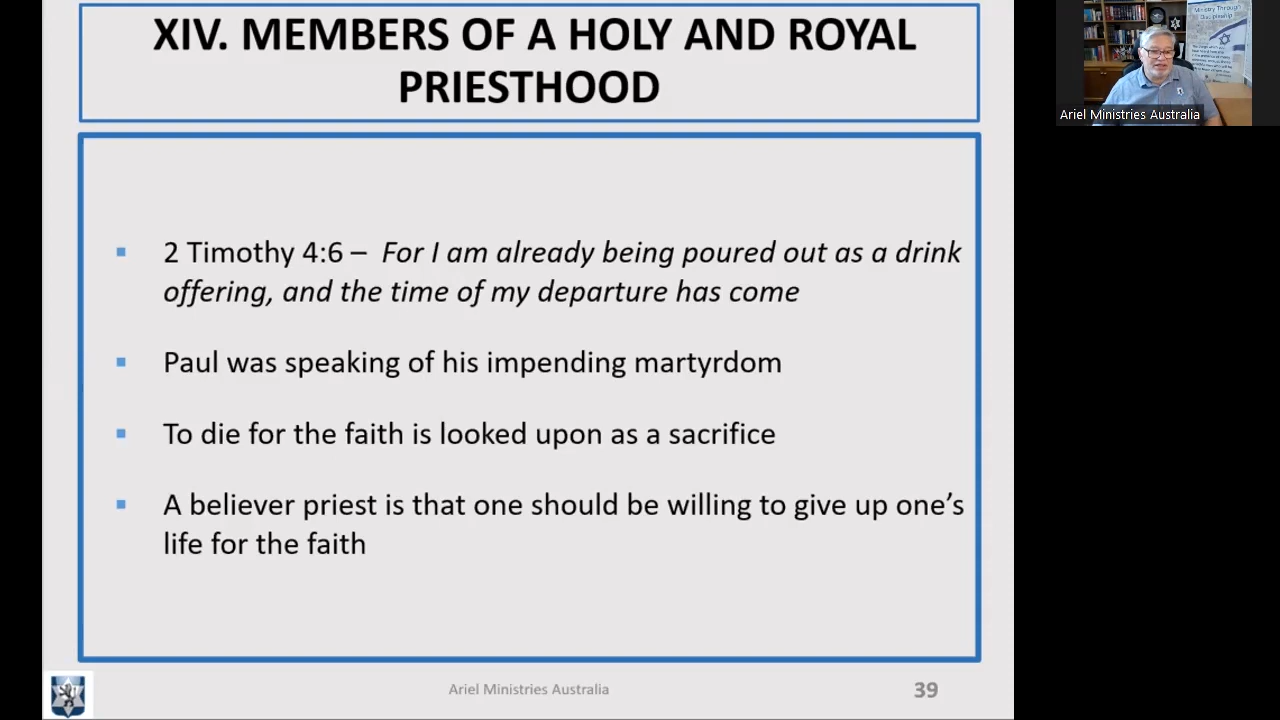 XIV. MEMBERS OF A HOLY AND ROYAL
PRIESTHOOD
2 Timothy 4:6 – For I am already being poured out as a drink
offering, and the time of my departure has come
Paul was speaking of his impending martyrdom
To die for the faith is looked upon as a sacrifice
A believer priest is that one should be willing to give up one’s
life for the faith
Ariel Ministries Australia
39
Ministry Through
Discipleship
Ariel Ministries Australia